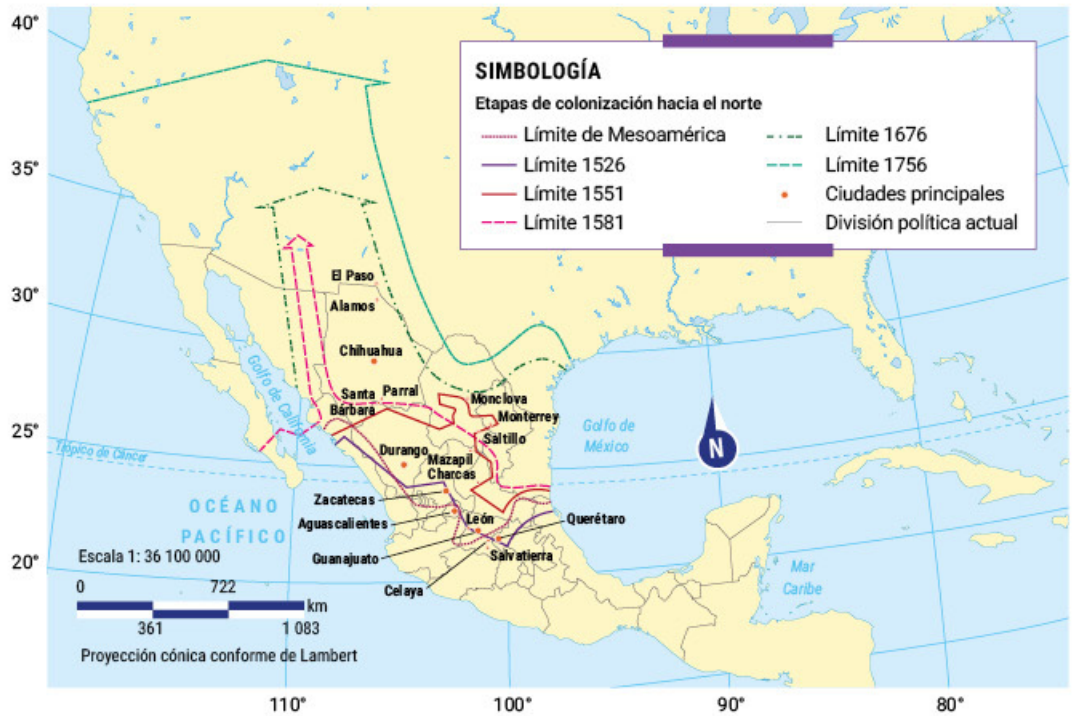 40°
35°
30°
25°
20°
SIMBOLOGÍA
Etapas de colonización hacia el norte
Límite de Mesoamérica
Límite 1526
Límite 1551
Límite 1581
Límite 1676
Límite 1756
Ciudades principales
División política actual
El Paso
Alamos
Chihuahua
Santa
Bárbara
Parral
Monclova
Monterrey
Saltillo
Durango
Mazapil
Charcas
Zacatecas
Aguascalientes
León
Querétaro
Guanajuato
Salvatierra
Celaya
Golfo de California
Golfo de
México
Trópico de Cáncer
OCÉANO
PACÍFICO
Mar
Caribe
N
Escala 1: 36 100 000
0 722
km
361 1 083
Proyección cónica conforme de Lambert
110° 100° 90° 80°